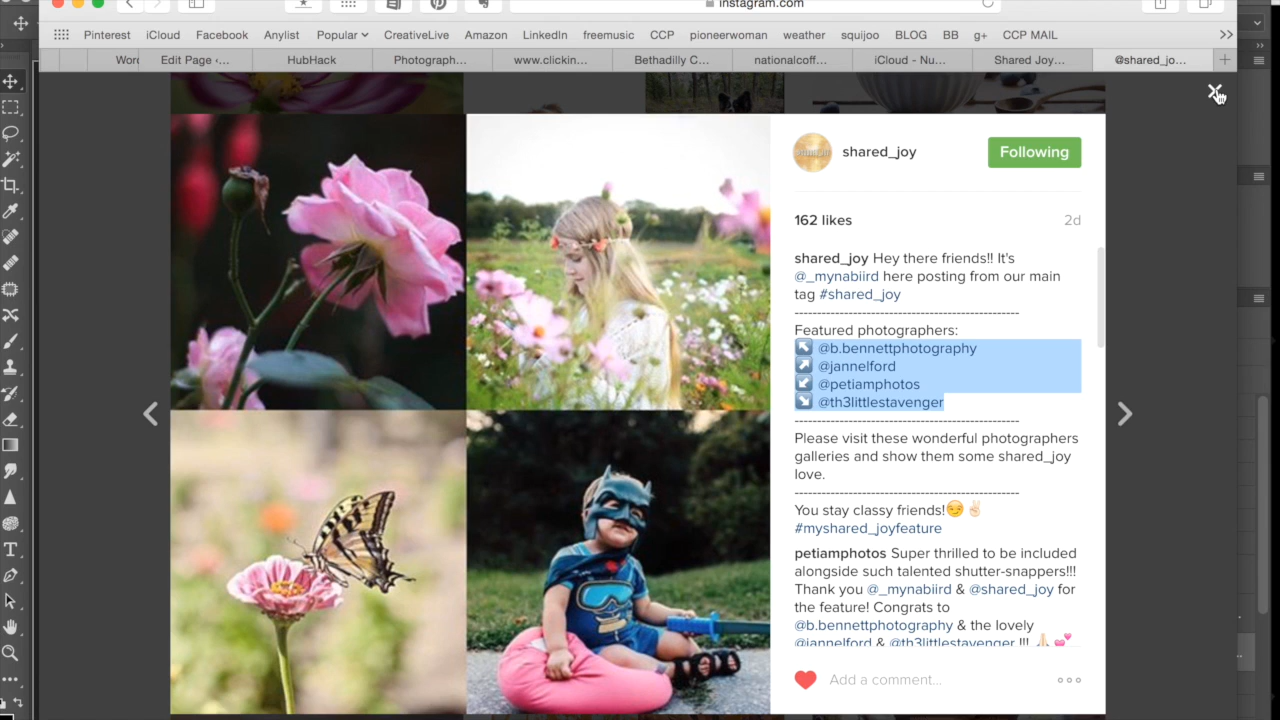 instagram.com
Pinterest iCloud Facebook Anylist Popular CreativeLive Amazon LinkedIn freemusic CCP pioneerwoman weather squijoo BLOG BB g+ CCP MAIL
Word Edit Page ‹... HubHack Photograph... www.clickin... Bethadilly C... nationalcoff... iCloud - Nu... Shared Joy... @shared_jo...
shared_joy
Following
162 likes 2d
shared_joy Hey there friends!! It's
@_mynabiird here posting from our main
tag #shared_joy
--------------------------------------------------
Featured photographers:
↖️ @b.bennettphotography
↗️ @jannelford
↙️ @petiamphotos
↘️ @th3littlestavenger
--------------------------------------------------
Please visit these wonderful photographers
galleries and show them some shared_joy
love.
--------------------------------------------------
You stay classy friends!😏✌🏻
#myshared_joyfeature
petiamphotos Super thrilled to be included
alongside such talented shutter-snappers!!!
Thank you @_mynabiird & @shared_joy for
the feature! Congrats to
@b.bennettphotography & the lovely
@jannelford & @th3littlestavenger !!! 🙏🏻💞
Add a comment...